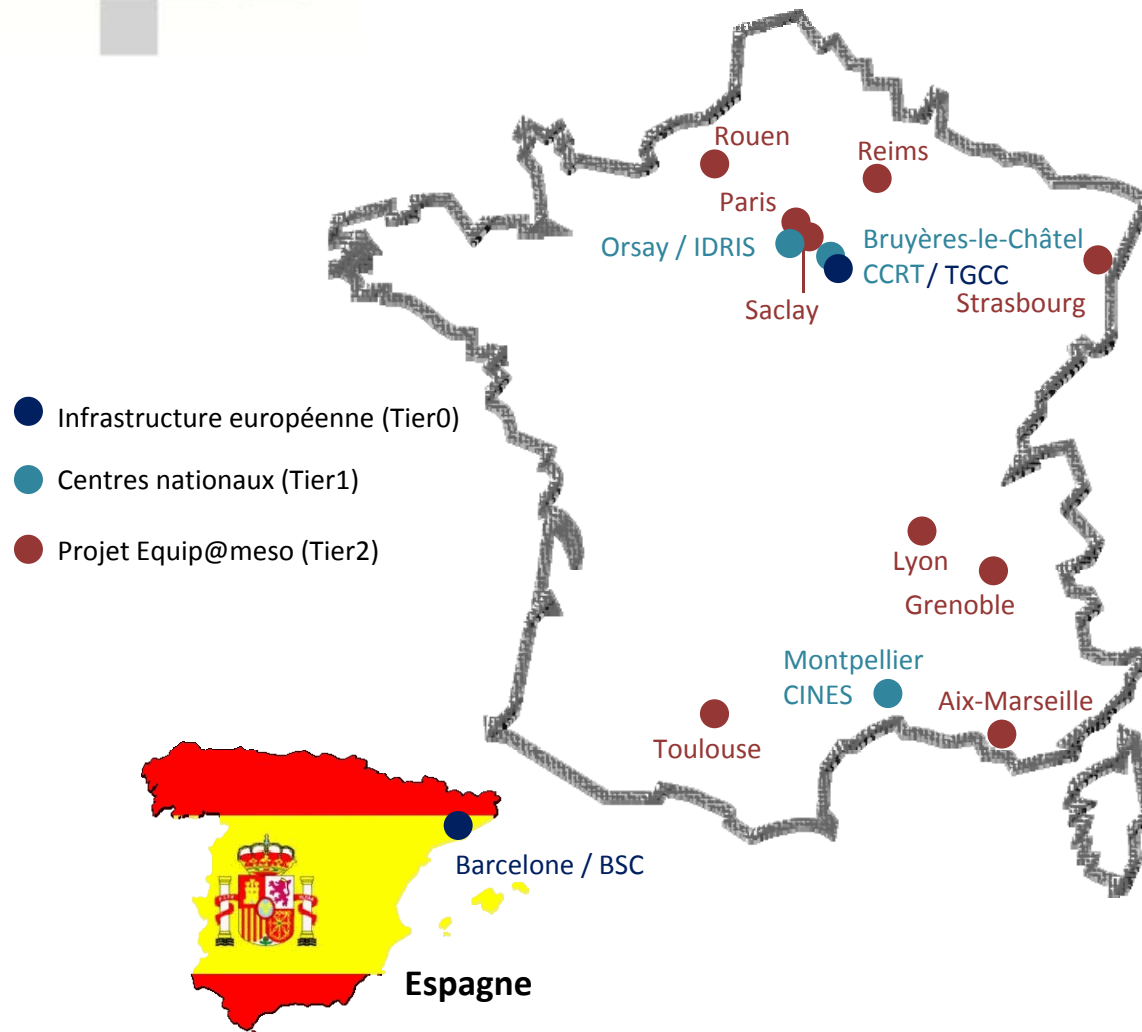 Rouen
Reims
Paris
Orsay / IDRIS
Bruyères-le-Châtel
CCRT / TGCC
Saclay
Strasbourg
Infrastructure européenne (Tier0)
Centres nationaux (Tier1)
Projet Equip@meso (Tier2)
Lyon
Grenoble
Montpellier
CINES
Aix-Marseille
Toulouse
Barcelone / BSC
Espagne